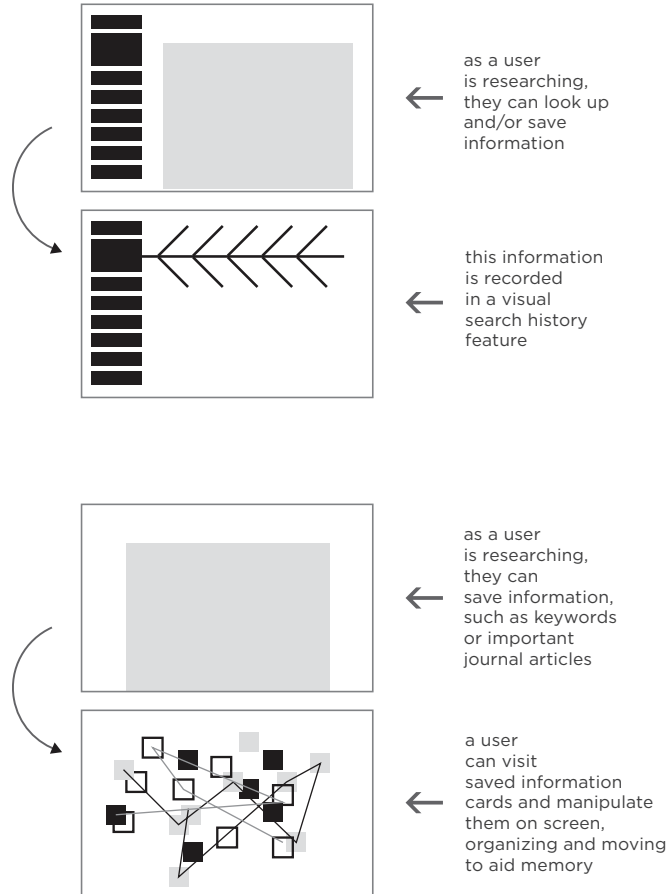 as a user
is researching,
they can look up
and/or save
information
this information
is recorded
in a visual
search history
feature
as a user
is researching,
they can
save information,
such as keywords
or important
journal articles
a user
can visit
saved information
cards and manipulate
them on screen,
organizing and moving
to aid memory